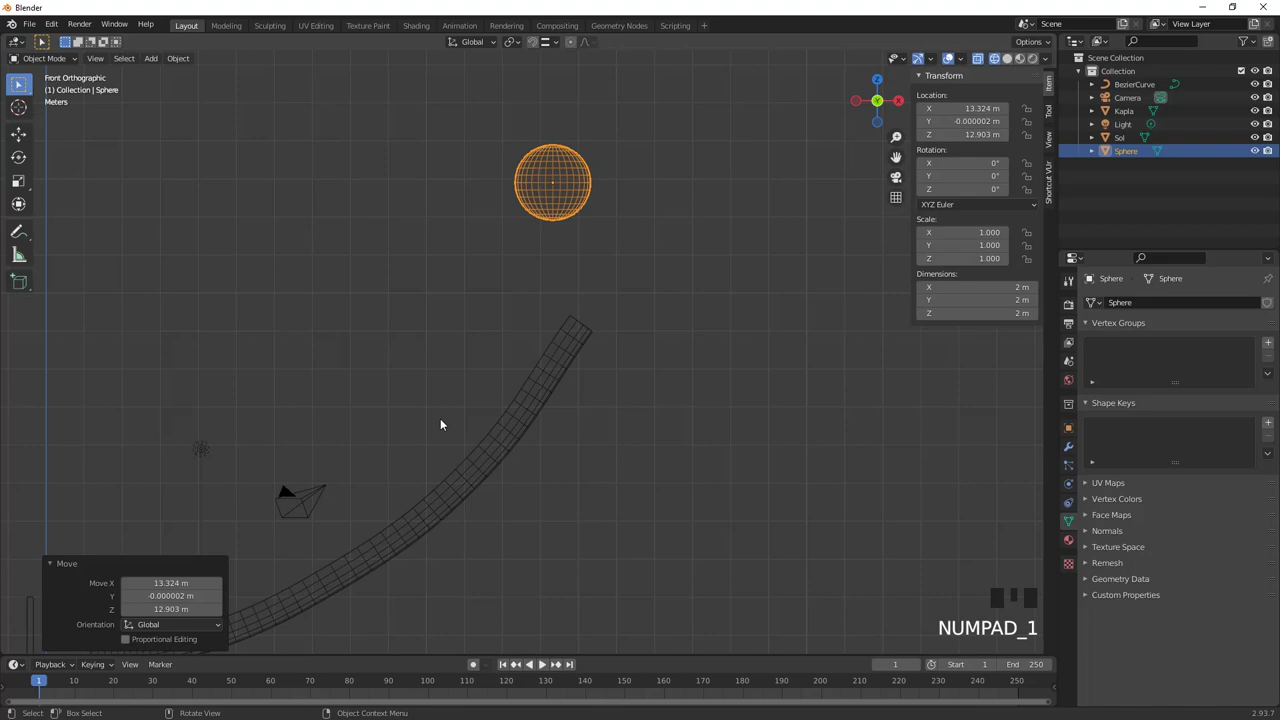 Blender
File Edit Render Window Help
Layout Modeling Sculpting UV Editing Texture Paint Shading Animation Rendering Compositing Geometry Nodes Scripting +
Scene
View Layer
Global
Options
Object Mode View Select Add Object
Front Orthographic
(1) Collection | Sphere
Meters
Z
Y
X
Transform
Location:
X 13.324 m
Y -0.000002 m
Z 12.903 m
Rotation:
X 0°
Y 0°
Z 0°
XYZ Euler
Scale:
X 1.000
Y 1.000
Z 1.000
Dimensions:
X 2 m
Y 2 m
Z 2 m
Item
Tool
View
Shortcut VUr
Scene Collection
Collection
BezierCurve
Camera
Kapla
Light
Sol
Sphere
Sphere Sphere
Sphere
Vertex Groups
Shape Keys
UV Maps
Vertex Colors
Face Maps
Normals
Texture Space
Remesh
Geometry Data
Custom Properties
Move
Move X 13.324 m
Y -0.000002 m
Z 12.903 m
Orientation Global
Proportional Editing
NUMPAD_1
Playback Keying View Marker
1 Start 1 End 250
1 10 20 30 40 50 60 70 80 90 100 110 120 130 140 150 160 170 180 190 200 210 220 230 240 250
Select Box Select Rotate View Object Context Menu
2.93.7